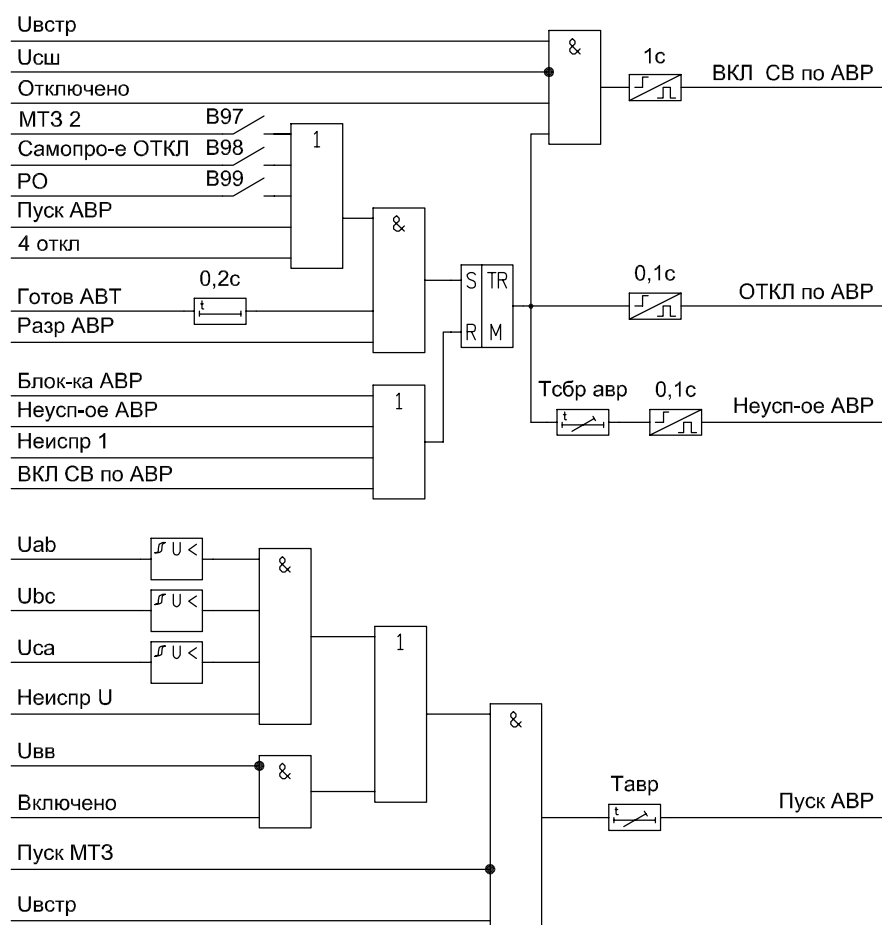 Uвстр
Uсш
Отключено
МТЗ 2 B97
Самопро-е ОТКЛ B98
РО B99
Пуск АВР
4 откл
1
&
1с
ВКЛ СВ по АВР
Готов АВТ 0,2с
t
Разр АВР
&
S TR
R M
0,1с
ОТКЛ по АВР
Блок-ка АВР
Неусп-ое АВР
Неиспр 1
ВКЛ СВ по АВР
1
Тсбр авр
t
0,1с
Неусп-ое АВР
Uab U <
Ubc U <
Uca U <
Неиспр U
&
1
Uвв
Включено
&
Пуск МТЗ
Uвстр
&
Тавр
t
Пуск АВР